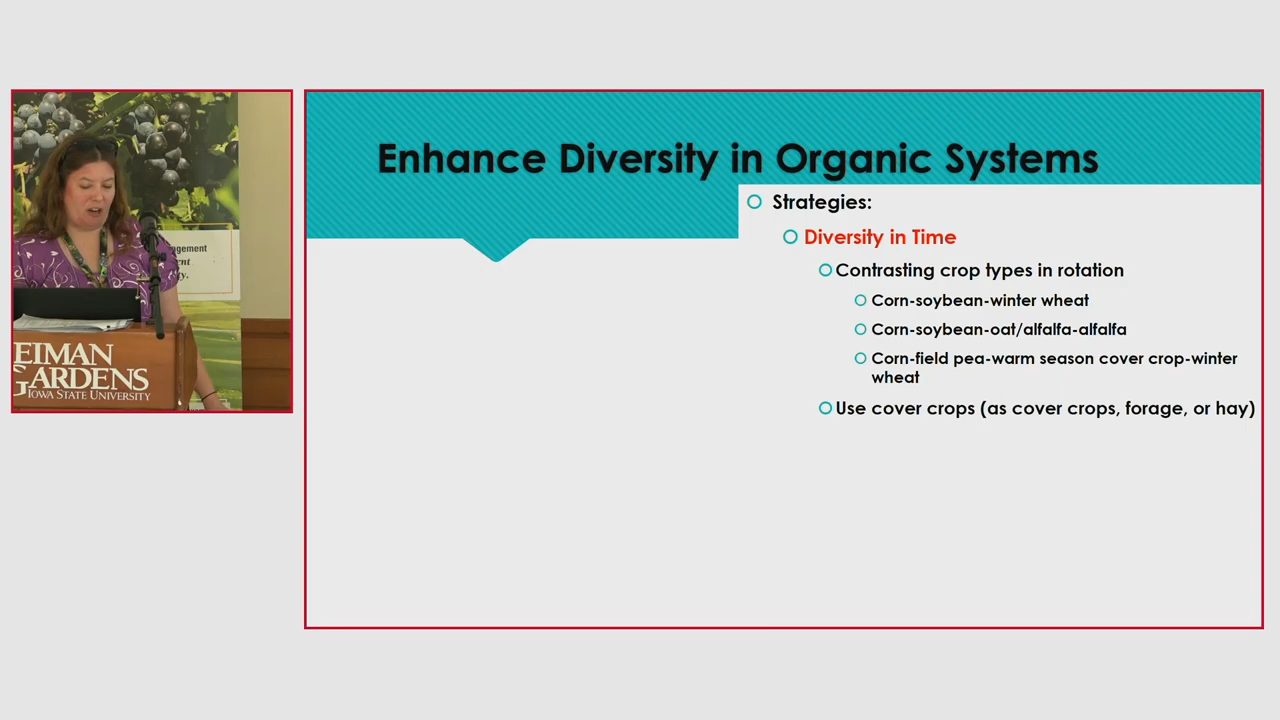 Enhance Diversity in Organic Systems
Strategies:
Diversity in Time
Contrasting crop types in rotation
Corn-soybean-winter wheat
Corn-soybean-oat/alfalfa-alfalfa
Corn-field pea-warm season cover crop-winter
wheat
Use cover crops (as cover crops, forage, or hay)
EIMAN
GARDENS
IOWA STATE UNIVERSITY